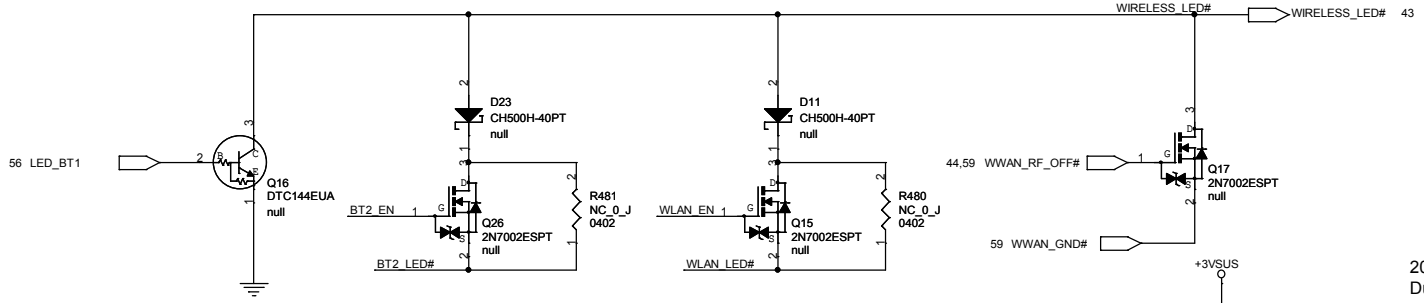 WIRELESS_LED#
WIRELESS_LED# 43
2
D23
CH500H-40PT
null
1
2
D11
CH500H-40PT
null
1
3
56 LED_BT1
2
B
C
E
Q16
DTC144EUA
null
1
BT2_EN
1
3
D
G
S
Q26
2N7002ESPT
null
2
BT2_LED#
2
R481
NC_0_J
0402
1
WLAN_EN
1
3
D
G
S
Q15
2N7002ESPT
null
2
WLAN_LED#
2
R480
NC_0_J
0402
1
44,59 WWAN_RF_OFF#
1
3
D
G
S
Q17
2N7002ESPT
null
2
59 WWAN_GND#
+3VSUS
20